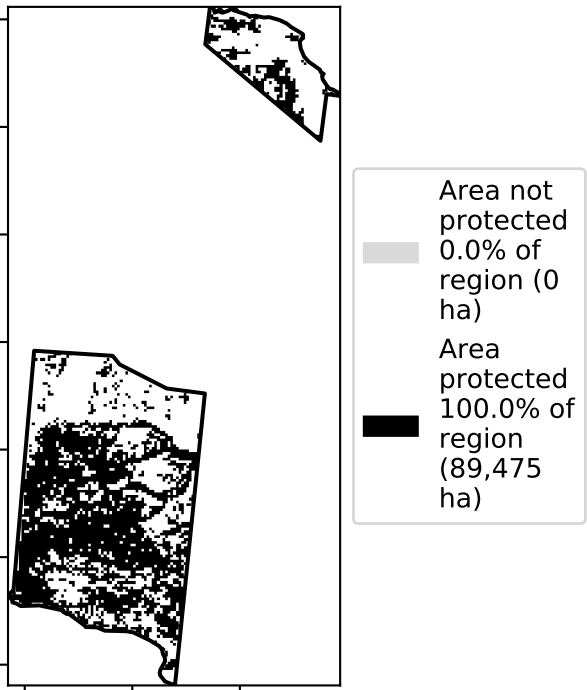 Area not
protected
0.0% of
region (0
ha)
Area
protected
100.0% of
region
(89,475
ha)